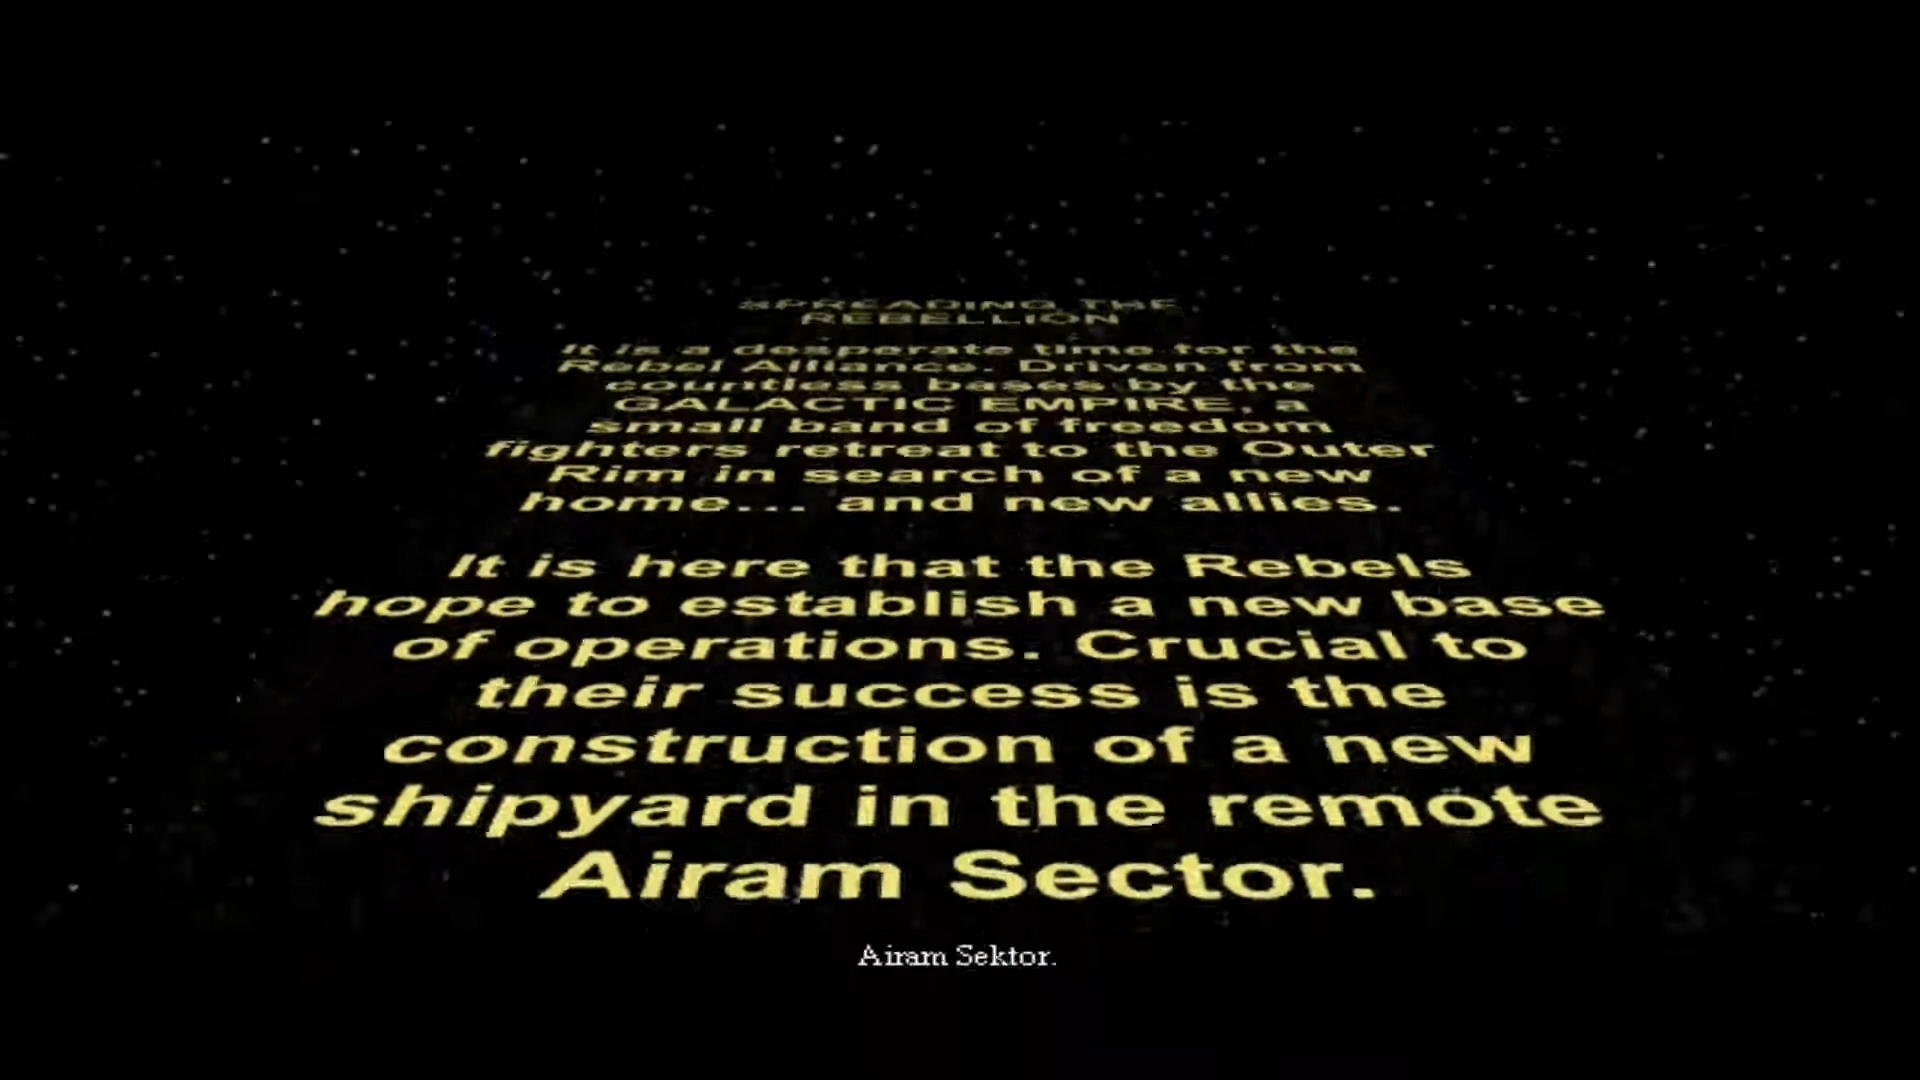 SPREADING THE
REBELLION
It is a desperate time for the
Rebel Alliance. Driven from
countless bases by the
GALACTIC EMPIRE, a
small band of freedom
fighters retreat to the Outer
Rim in search of a new
home... and new allies.
It is here that the Rebels
hope to establish a new base
of operations. Crucial to
their success is the
construction of a new
shipyard in the remote
Airam Sector.
Airam Sektor.